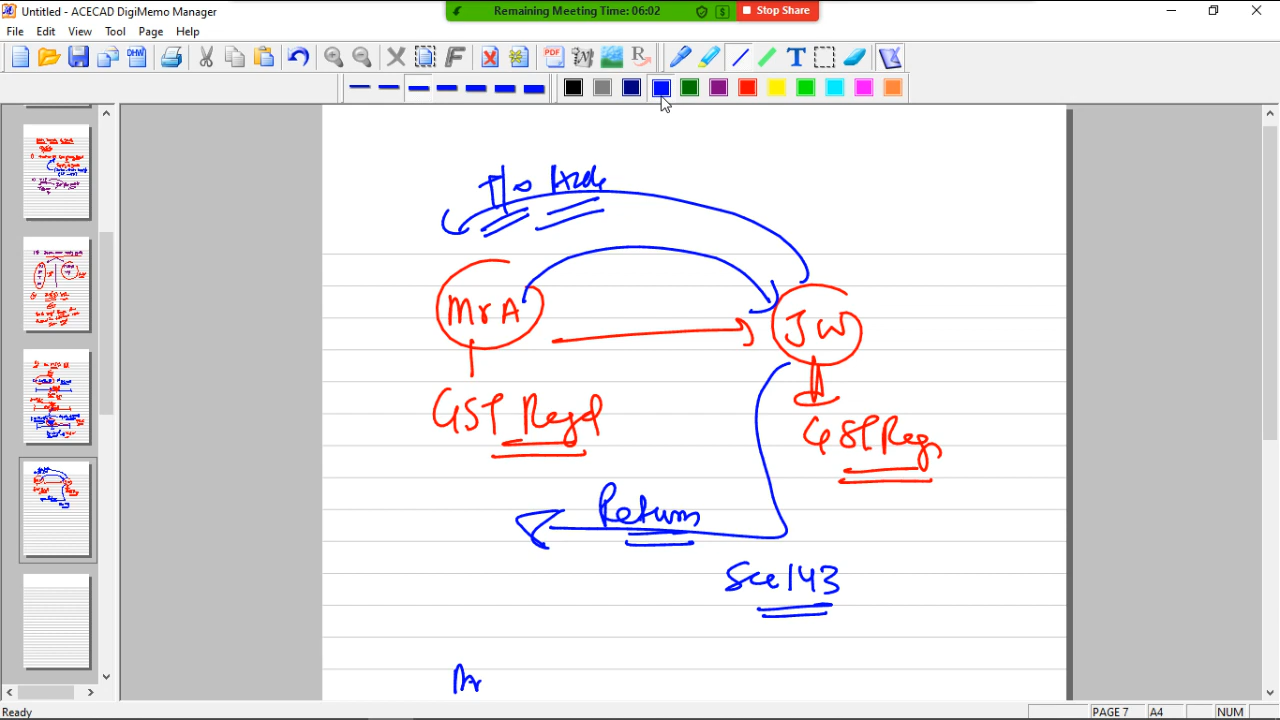 Untitled - ACECAD DigiMemo Manager
Remaining Meeting Time: 06:02
Stop Share
File Edit View Tool Page Help
Mr A
JW
GST Regd
GST Reg
Return
Sec 143
Ready
PAGE 7 A4 NUM